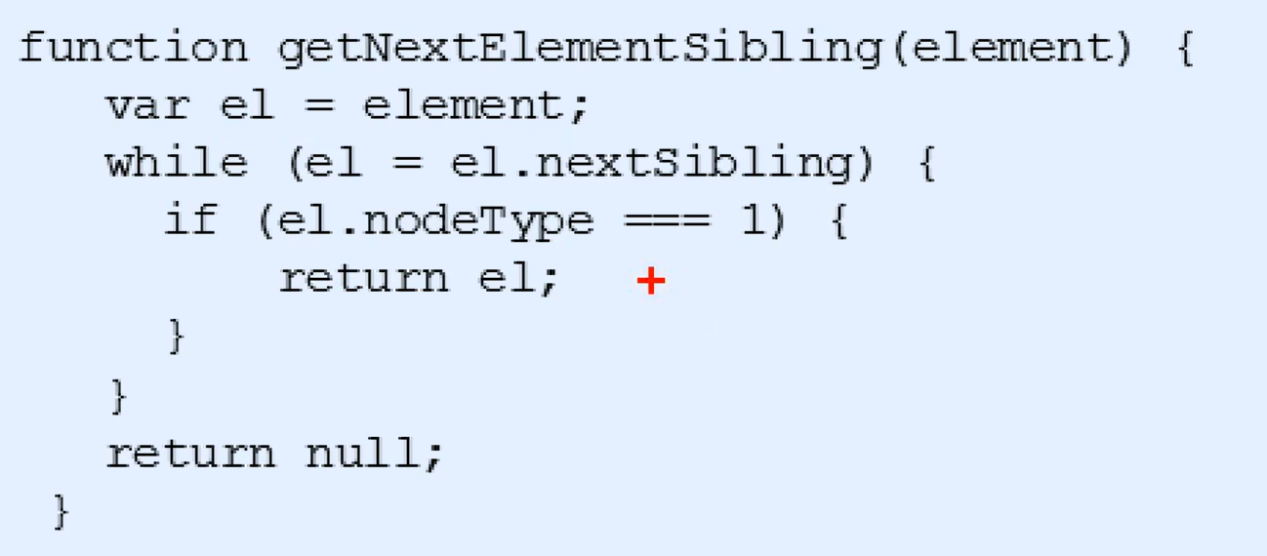 function getNextElementSibling(element) {
var el = element;
while (el = el.nextSibling) {
if (el.nodeType === 1) {
return el; +
}
}
return null;
}